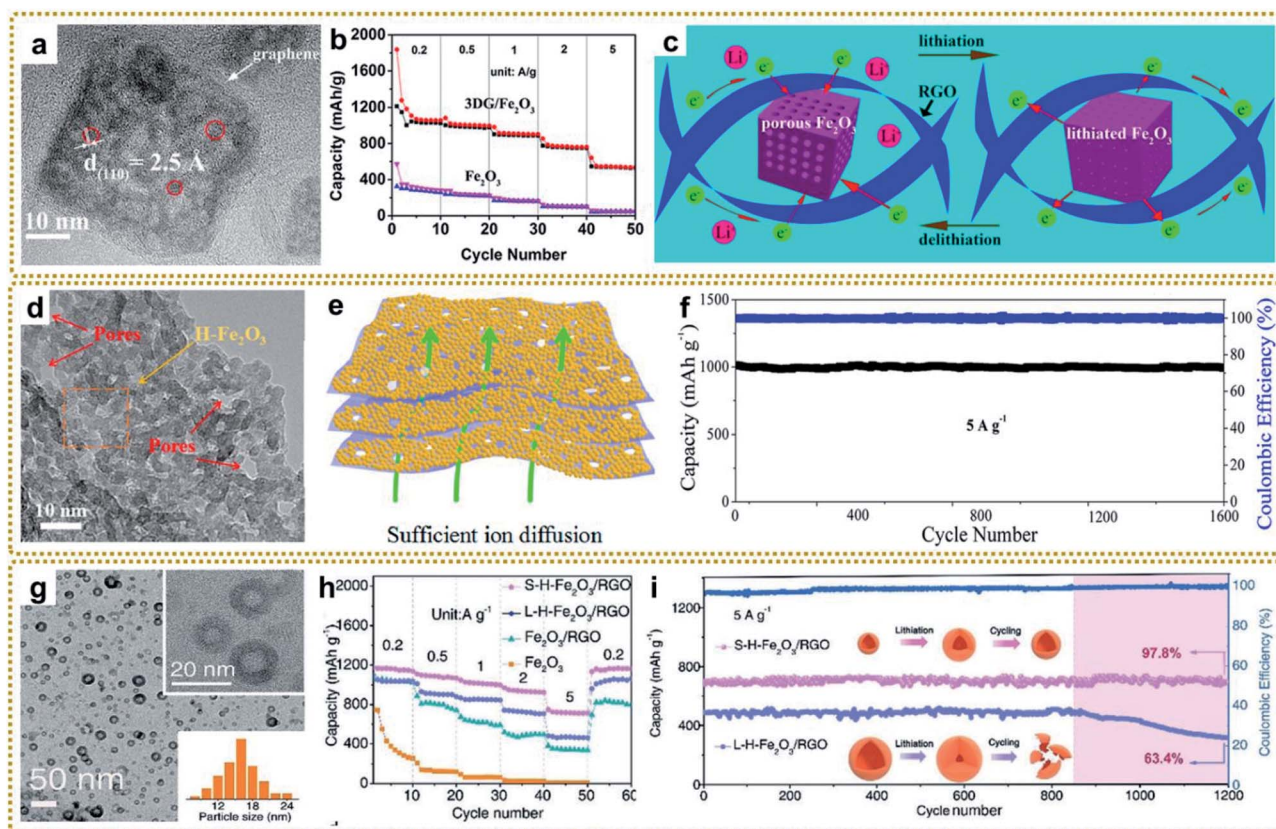 a
graphene
d(110) = 2.5 Å
10 nm
b
2000
1600
1200
800
400
0
Capacity (mAh/g)
0.2
0.5
1
2
5
unit: A/g
3DG/Fe₂O₃
Fe₂O₃
0
10
20
30
40
50
Cycle Number
c
Li⁺
e⁻
Li⁺
e⁻
lithiation
e⁻
e⁻
RGO
porous Fe₂O₃
Li⁺
lithiated Fe₂O₃
e⁻
e⁻
e⁻
e⁻
Li⁺
Li⁺
e⁻
delithiation
e⁻
d
Pores
H-Fe₂O₃
Pores
10 nm
e
Sufficient ion diffusion
f
1500
1000
500
0
Capacity (mAh g⁻¹)
5 A g⁻¹
0
400
800
1200
1600
Cycle Number
100
80
60
40
20
0
Coulombic Efficiency (%)
g
20 nm
50 nm
12
18
24
Particle size (nm)
h
2000
1600
1200
800
400
0
Capacity (mAh g⁻¹)
S-H-Fe₂O₃/RGO
Unit:A g⁻¹
L-H-Fe₂O₃/RGO
Fe₂O₃/RGO
Fe₂O₃
0.2
0.5
1
2
5
0.2
10
20
30
40
50
60
Cycle number
i
1200
800
400
0
Capacity (mAh g⁻¹)
5 A g⁻¹
S-H-Fe₂O₃/RGO
Lithiation
Cycling
97.8%
L-H-Fe₂O₃/RGO
Lithiation
Cycling
63.4%
0
200
400
600
800
1000
1200
Cycle number
100
80
60
40
20
0
Coulombic Efficiency (%)